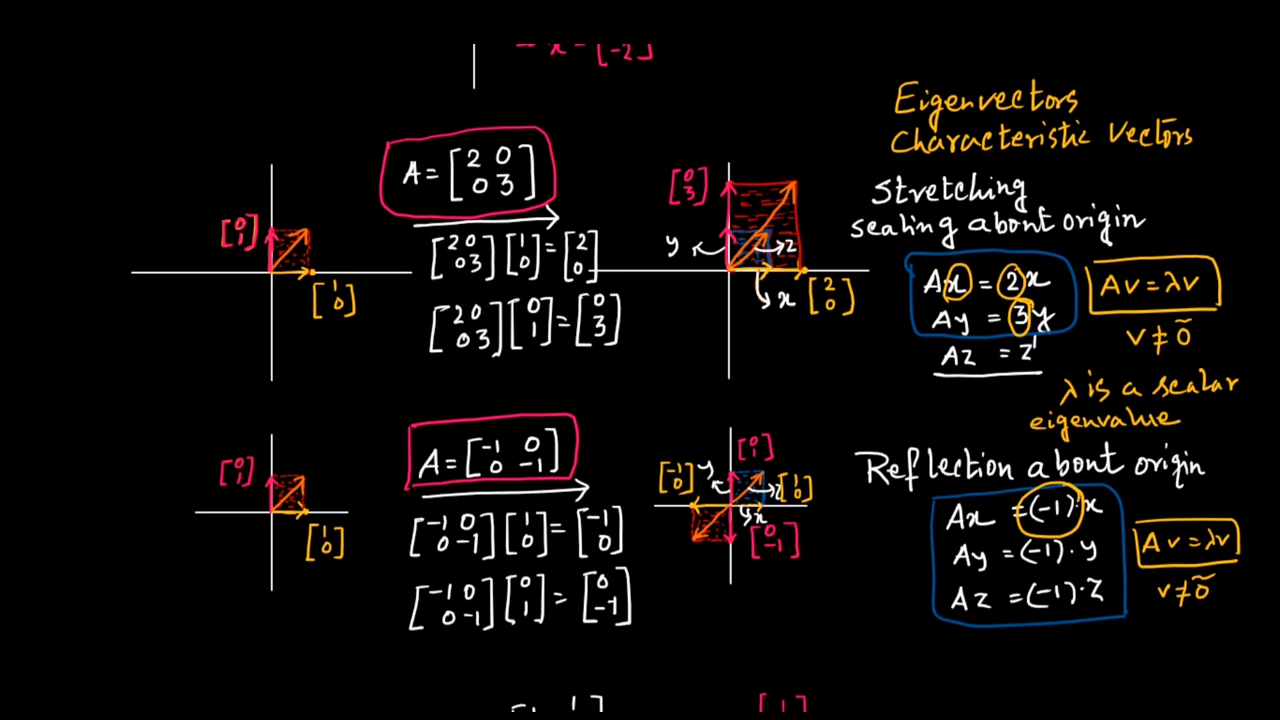 = x = [-2]
Eigenvectors
characteristic vectors
A = [2 0
0 3]
[0
3]
Stretching
scaling about origin
[0
1]
[2 0
0 3] [1
0] = [2
0]
y
z
x
[1
0]
[2
0]
Ax = 2x
Av = λv
[2 0
0 3] [0
1] = [0
3]
Ay = 3y
v ≠ 0̃
Az = z'
λ is a scalar
eigenvalue
A = [-1 0
0 -1]
[0
1]
Reflection about origin
[0
1]
[-1
0]
y
z
[1
0]
[1
0]
x
[0
-1]
[-1 0
0 -1] [1
0] = [-1
0]
Ax = (-1)·x
Ay = (-1)·y
Av = λv
[-1 0
0 -1] [0
1] = [0
-1]
Az = (-1)·z
v ≠ 0̃